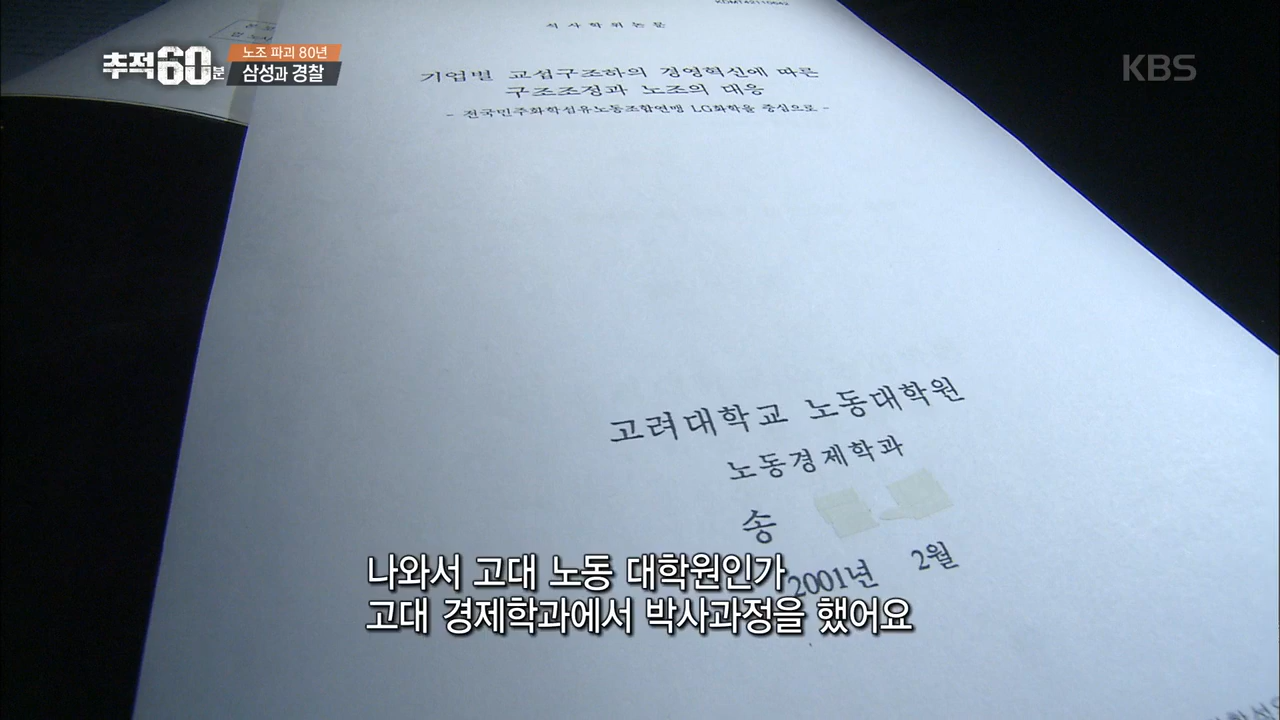 KDMT42110642
석사학위논문
추적60분
노조 파괴 80년
삼성과 경찰
KBS
기업별 교섭구조하의 경영혁신에 따른
구조조정과 노조의 대응
- 전국민주화학섬유노동조합연맹 LG화학을 중심으로 -
고려대학교 노동대학원
노동경제학과
송
2001년 2월
나와서 고대 노동 대학원인가
고대 경제학과에서 박사과정을 했어요